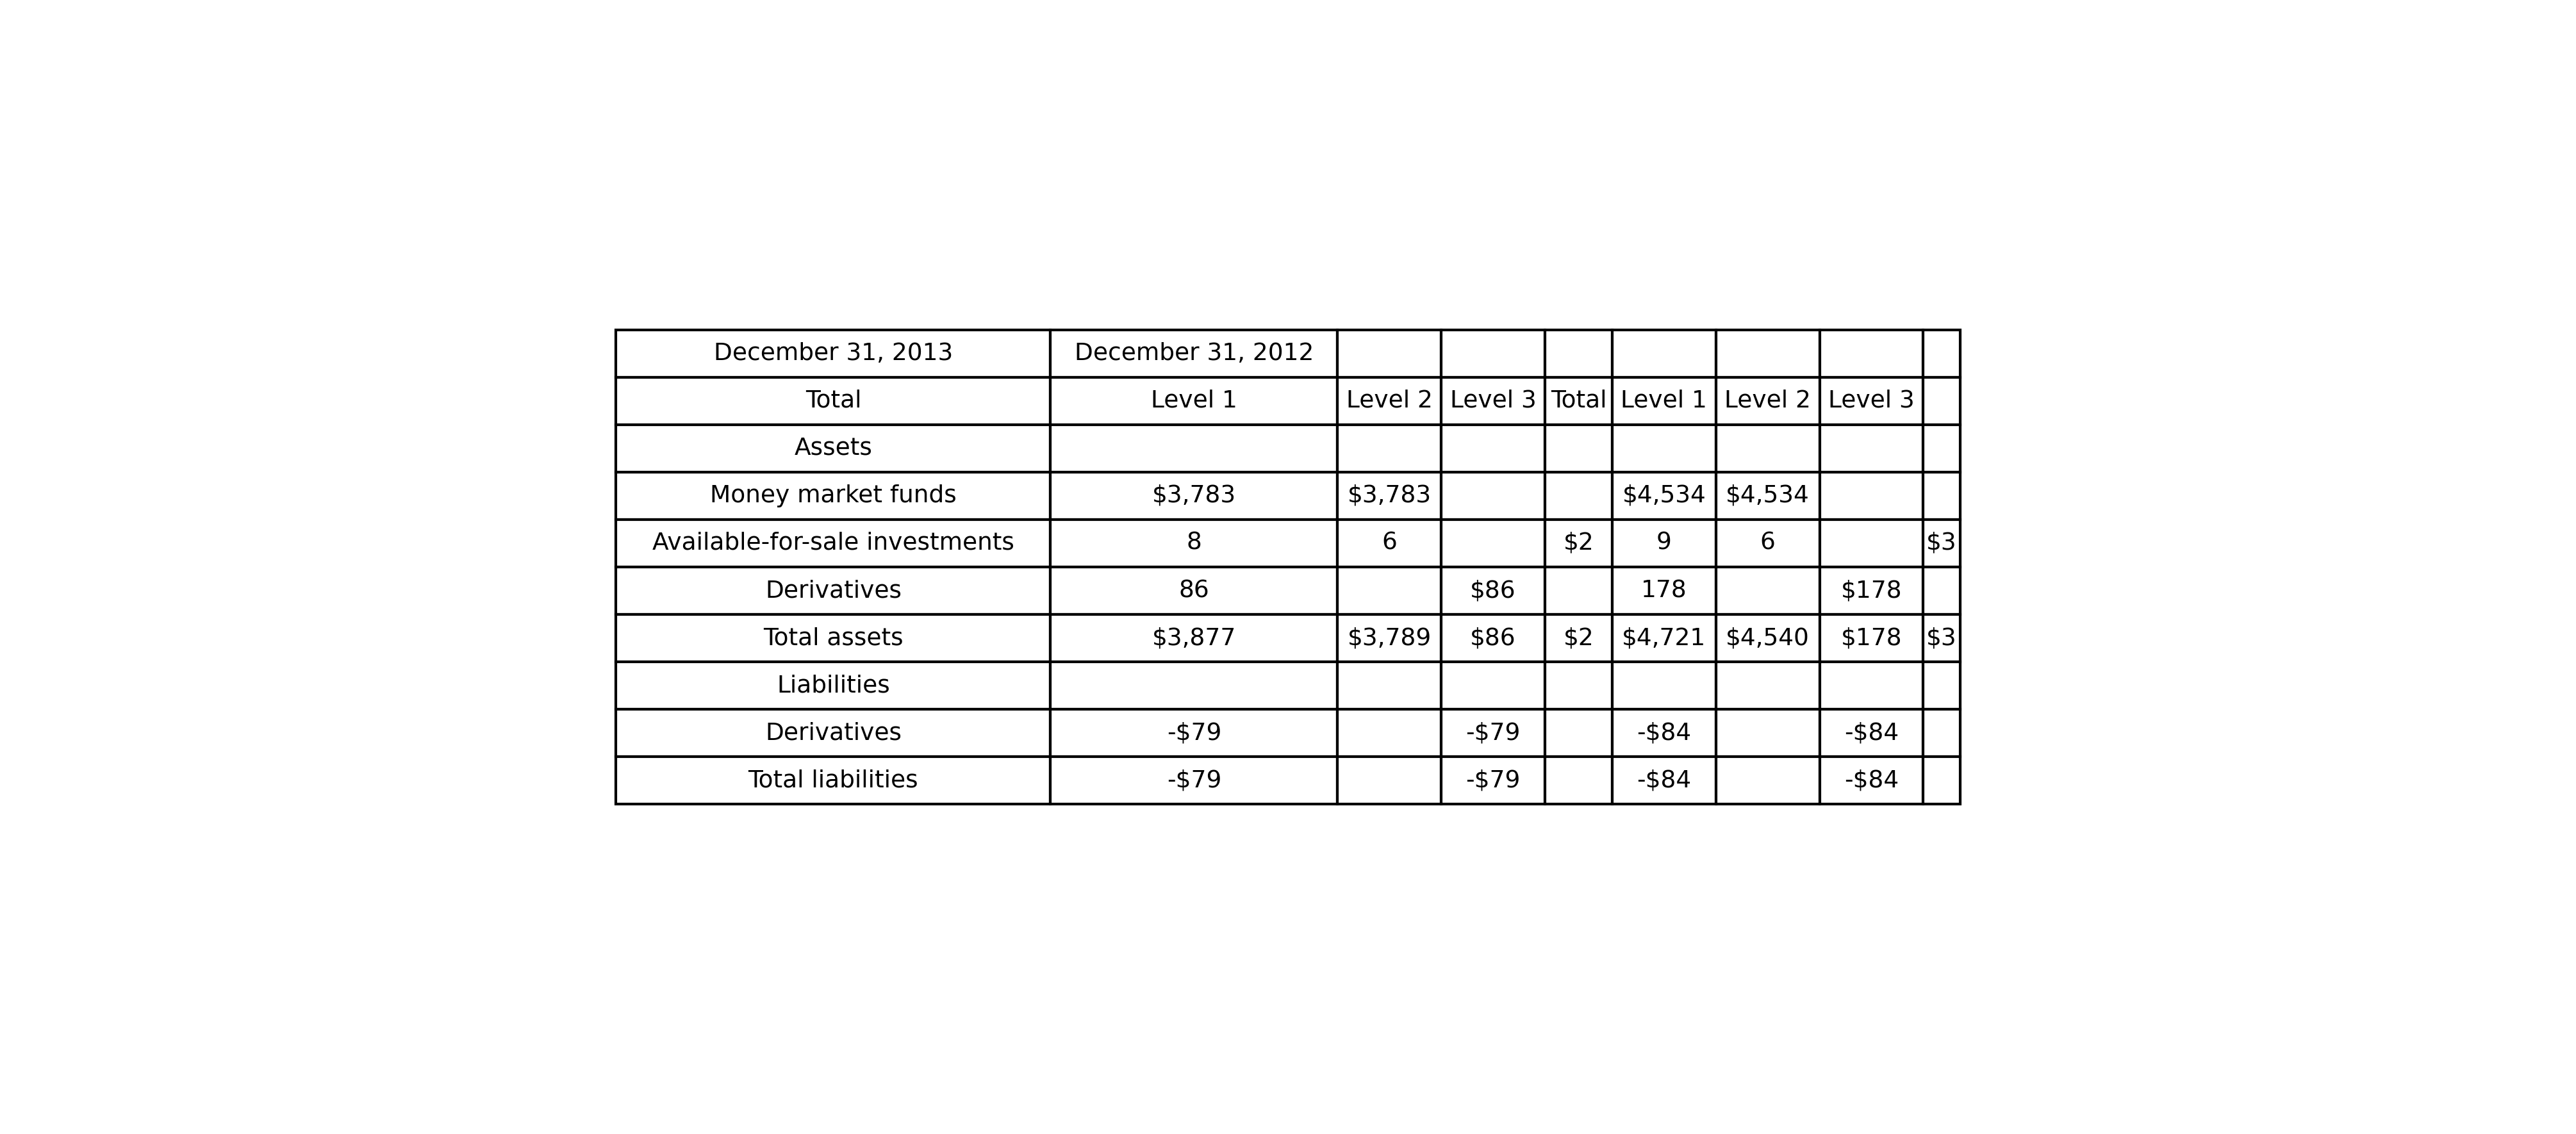 December 31, 2013 December 31, 2012
Total Level 1 Level 2 Level 3 Total Level 1 Level 2 Level 3
Assets
Money market funds $3,783 $3,783 $4,534 $4,534
Available-for-sale investments 8 6 $2 9 6 $3
Derivatives 86 $86 178 $178
Total assets $3,877 $3,789 $86 $2 $4,721 $4,540 $178 $3
Liabilities
Derivatives -$79 -$79 -$84 -$84
Total liabilities -$79 -$79 -$84 -$84